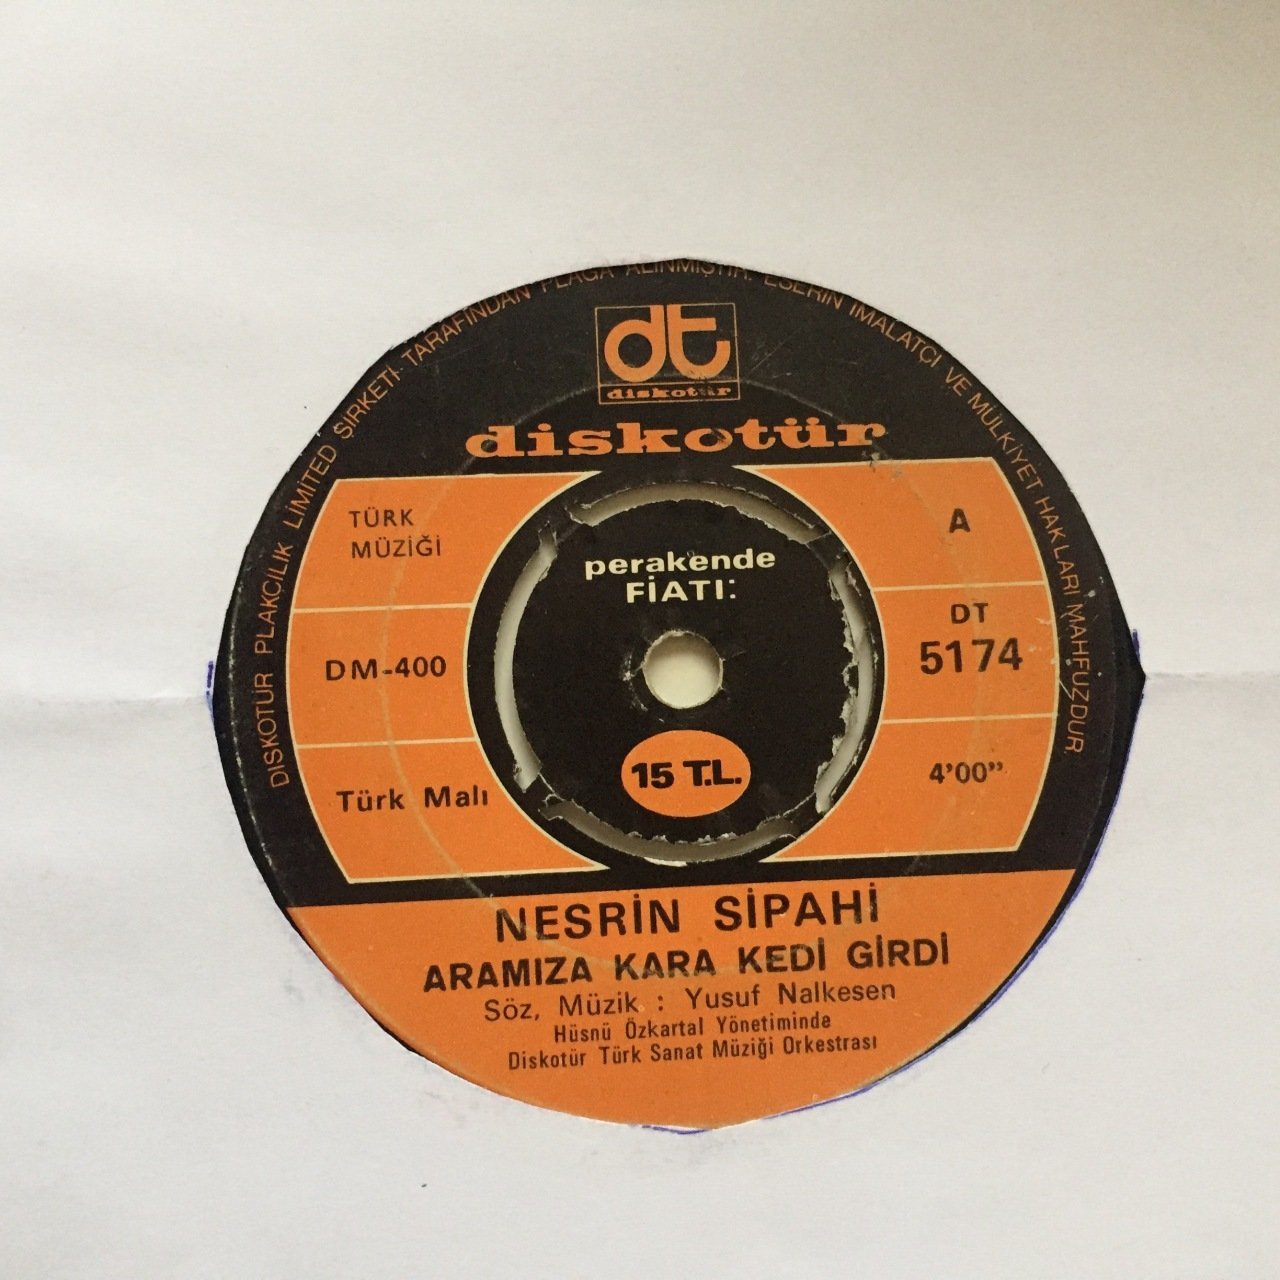 DISKOTÜR PLAKÇILIK LIMITED ŞIRKETI TARAFINDAN PLAĞA ALINMIŞTIR. ESERIN IMALATÇI VE MÜLKIYET HAKLARI MAHFUZDUR
dt
diskotür
diskotür
TÜRK
MÜZİĞİ
DM-400
Türk Malı
perakende
FİATI:
15 T.L.
A
DT
5174
4'00"
NESRİN SİPAHİ
ARAMIZA KARA KEDİ GİRDİ
Söz, Müzik : Yusuf Nalkesen
Hüsnü Özkartal Yönetiminde
Diskotür Türk Sanat Müziği Orkestrası